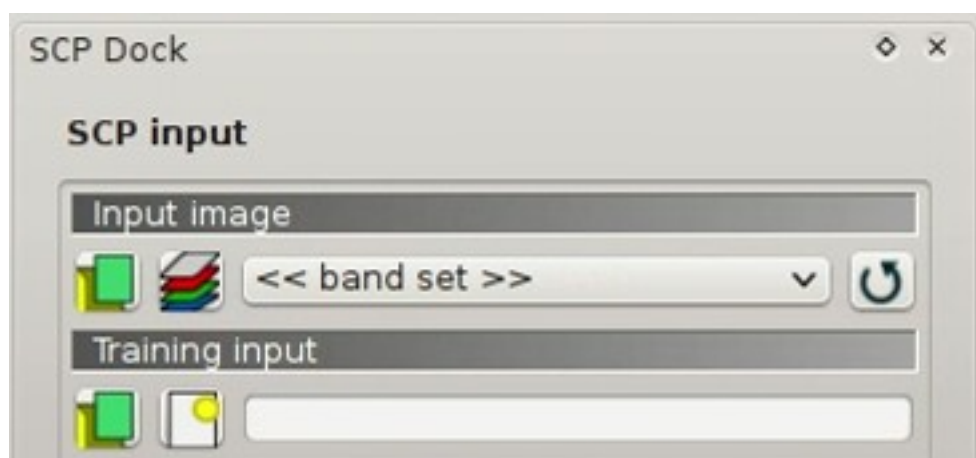 SCP Dock
SCP input
Input image
<< band set >>
Training input